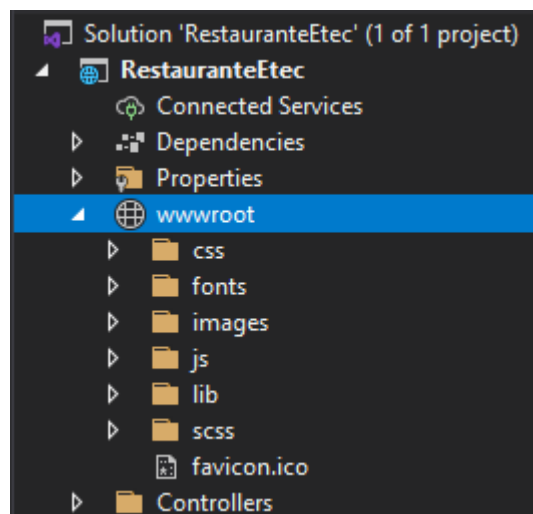 Solution 'RestauranteEtec' (1 of 1 project)
RestauranteEtec
Connected Services
Dependencies
Properties
wwwroot
css
fonts
images
js
lib
scss
favicon.ico
Controllers